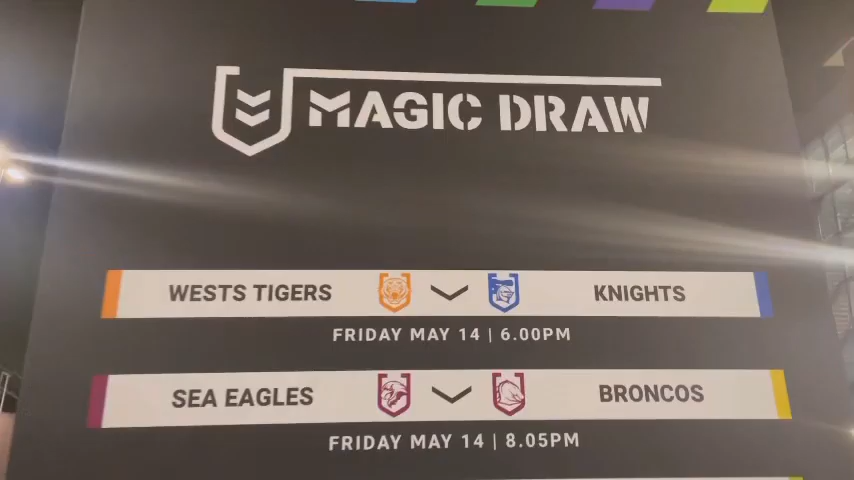 MAGIC DRAW
WESTS TIGERS KNIGHTS
FRIDAY MAY 14 | 6.00PM
SEA EAGLES BRONCOS
FRIDAY MAY 14 | 8.05PM